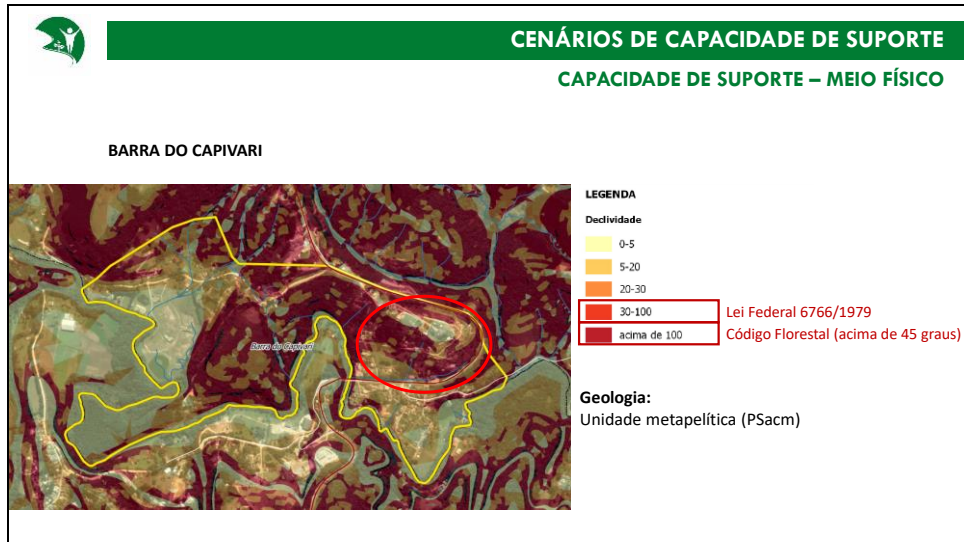 CENÁRIOS DE CAPACIDADE DE SUPORTE
CAPACIDADE DE SUPORTE – MEIO FÍSICO
BARRA DO CAPIVARI
Barra do Capivari
LEGENDA
Declividade
0-5
5-20
20-30
30-100 Lei Federal 6766/1979
acima de 100 Código Florestal (acima de 45 graus)
Geologia:
Unidade metapelítica (PSacm)